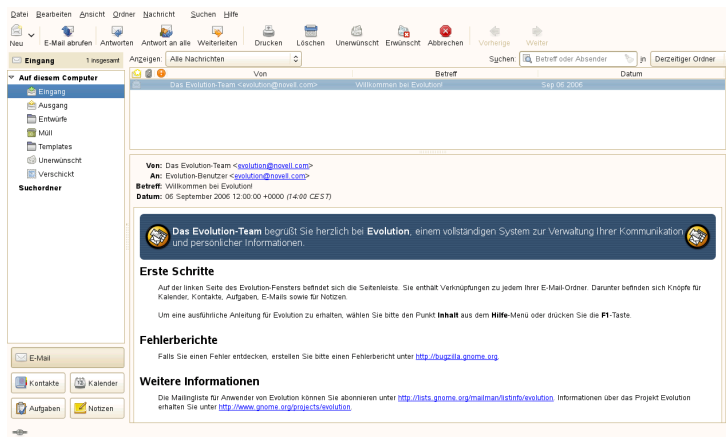 Datei Bearbeiten Ansicht Ordner Nachricht Suchen Hilfe
Neu E-Mail abrufen Antworten Antwort an alle Weiterleiten Drucken Löschen Unerwünscht Erwünscht Abbrechen Vorherige Weiter
Eingang 1 insgesamt
Anzeigen: Alle Nachrichten Suchen: Betreff oder Absender in Derzeitiger Ordner
Auf diesem Computer
Eingang
Ausgang
Entwürfe
Müll
Templates
Unerwünscht
Verschickt
Suchordner
E-Mail
Kontakte Kalender
Aufgaben Notizen
Von Betreff Datum
Das Evolution-Team <evolution@novell.com> Willkommen bei Evolution! Sep 06 2006
Von: Das Evolution-Team <evolution@novell.com>
An: Evolution-Benutzer <evolution@novell.com>
Betreff: Willkommen bei Evolution!
Datum: 06 September 2006 12:00:00 +0000 (14:00 CEST)
Das Evolution-Team begrüßt Sie herzlich bei Evolution, einem vollständigen System zur Verwaltung Ihrer Kommunikation
und persönlicher Informationen.
Erste Schritte
Auf der linken Seite des Evolution-Fensters befindet sich die Seitenleiste. Sie enthält Verknüpfungen zu jedem Ihrer E-Mail-Ordner. Darunter befinden sich Knöpfe für
Kalender, Kontakte, Aufgaben, E-Mails sowie für Notizen.
Um eine ausführliche Anleitung für Evolution zu erhalten, wählen Sie bitte den Punkt Inhalt aus dem Hilfe-Menü oder drücken Sie die F1-Taste.
Fehlerberichte
Falls Sie einen Fehler entdecken, erstellen Sie bitte einen Fehlerbericht unter http://bugzilla.gnome.org.
Weitere Informationen
Die Mailingliste für Anwender von Evolution können Sie abonnieren unter http://lists.gnome.org/mailman/listinfo/evolution. Informationen über das Projekt Evolution
erhalten Sie unter http://www.gnome.org/projects/evolution.